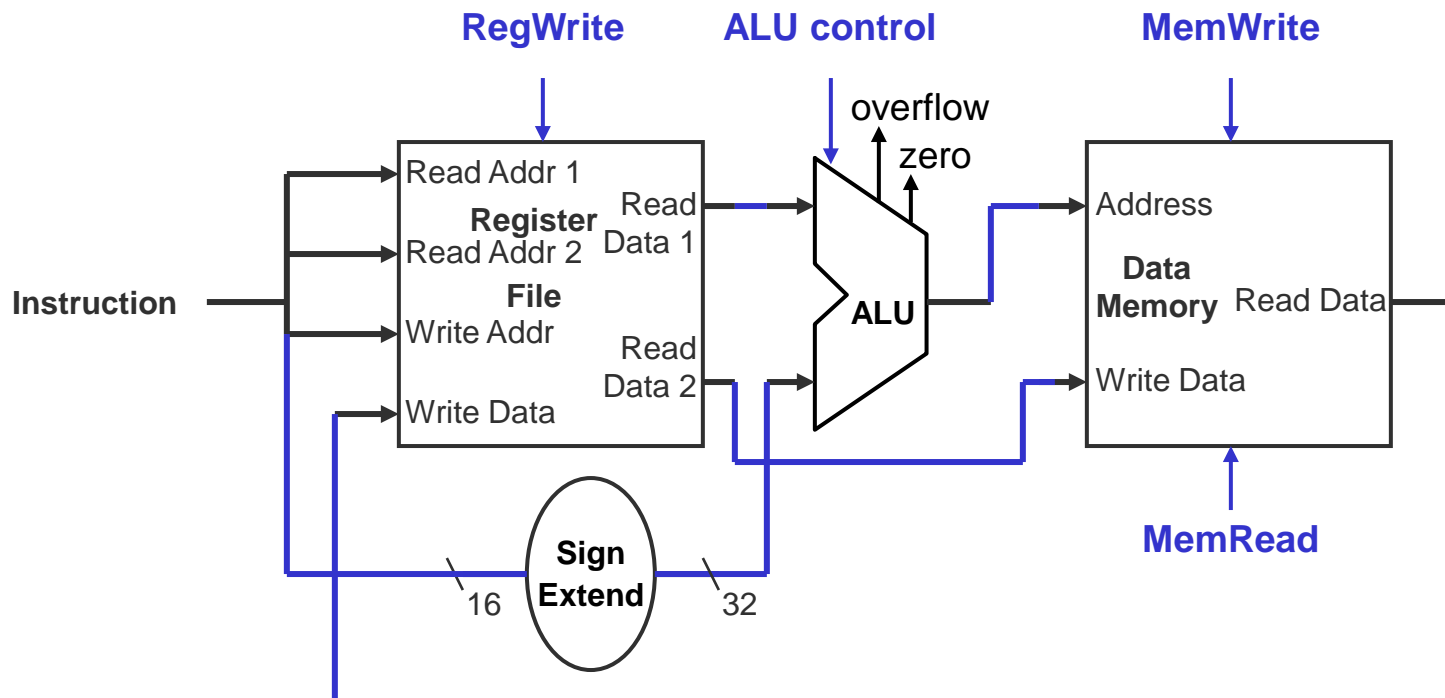 RegWrite
ALU control
MemWrite
overflow
zero
Read Addr 1
Register
Read
Data 1
Read Addr 2
File
Write Addr
Read
Data 2
Write Data
Instruction
ALU
Address
Data
Memory
Read Data
Write Data
MemRead
Sign
Extend
16
32